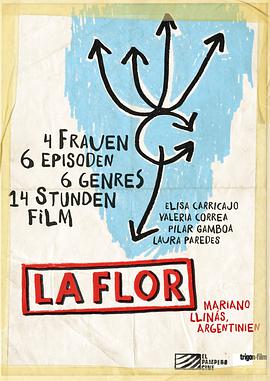 4 FRAUEN
6 EPISODEN
6 GENRES
14 STUNDEN
FILM
ELISA CARRICAJO
VALERIA CORREA
PILAR GAMBOA
LAURA PAREDES
LA FLOR
MARIANO
LLINÁS,
ARGENTINIEN
EL
PAMPERO
CINE
trigon-film